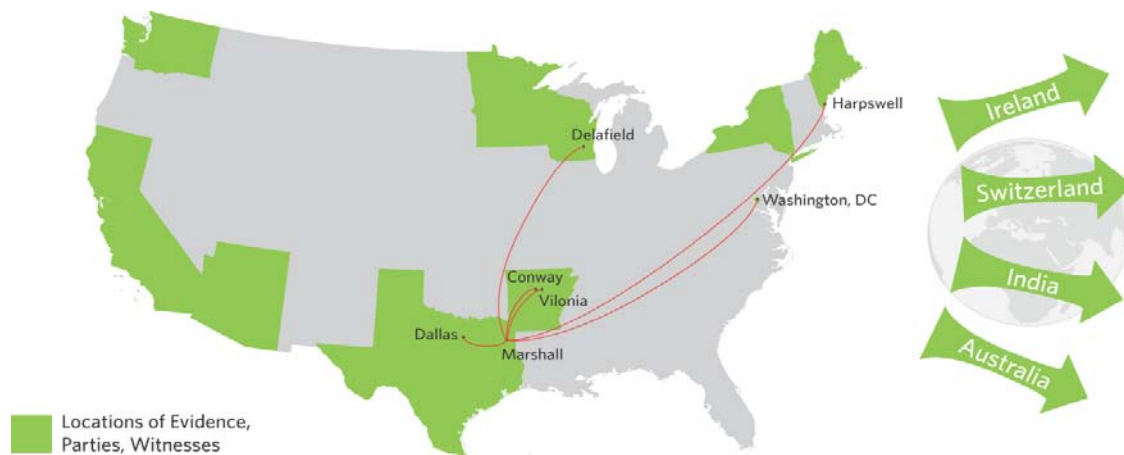 Harpswell
Delafield
Washington, DC
Conway
Vilonia
Dallas
Marshall
Ireland
Switzerland
India
Australia
Locations of Evidence,
Parties, Witnesses